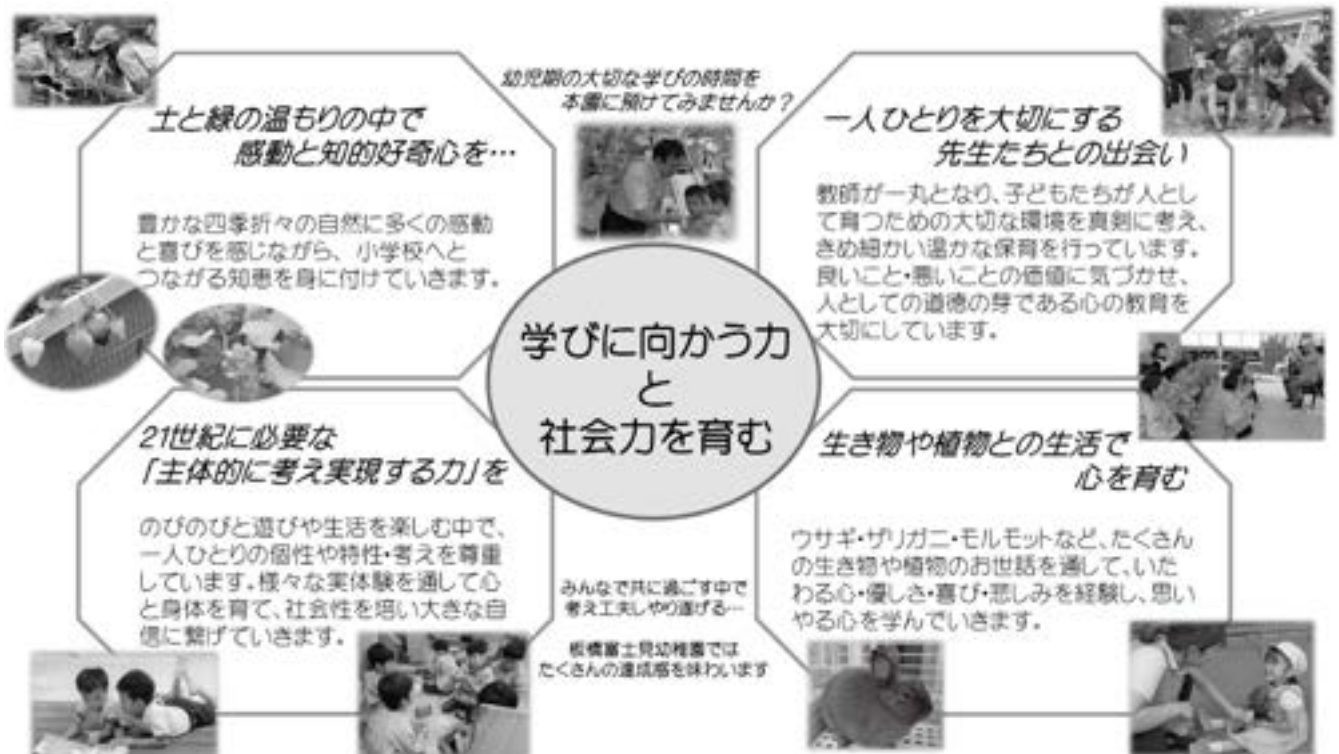 幼児期の大切な学びの時間を
本園に預けてみませんか？
土と緑の温もりの中で
感動と知的好奇心を…
豊かな四季折々の自然に多くの感動
と喜びを感じながら、小学校へと
つながる知恵を身に付けていきます。
一人ひとりを大切にする
先生たちとの出会い
教師が一丸となり、子どもたちが人とし
て育つための大切な環境を真剣に考え、
きめ細かい温かな保育を行っています。
良いこと・悪いことの価値に気づかせ、
人としての道徳の芽である心の教育を
大切にしています。
学びに向かう力
と
社会力を育む
21世紀に必要な
「主体的に考え実現する力」を
のびのびと遊びや生活を楽しむ中で、
一人ひとりの個性や特性・考えを尊重
しています。様々な実体験を通して心
と身体を育て、社会性を培い大きな自
信に繋げていきます。
生き物や植物との生活で
心を育む
ウサギ・ザリガニ・モルモットなど、たくさん
の生き物や植物のお世話を通して、いた
わる心・優しさ・喜び・悲しみを経験し、思い
やる心を学んでいきます。
みんなで共に過ごす中で
考え工夫しやり遂げる…
板橋富士見幼稚園では
たくさんの達成感を味わいます